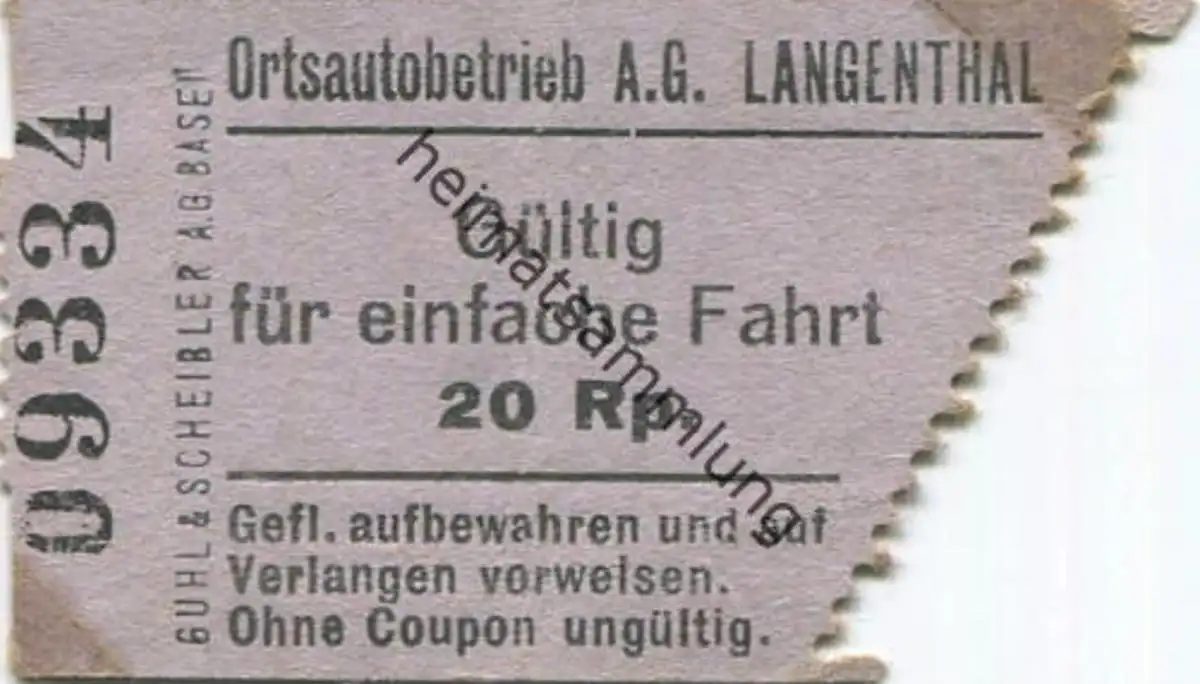 Ortsautobetrieb A.G. LANGENTHAL
Gültig
für einfache Fahrt
20 Rp.
Gefl. aufbewahren und auf
Verlangen vorweisen.
Ohne Coupon ungültig.
09334
GUHL & SCHEIBLER A.G. BASEL
heimatsammlung